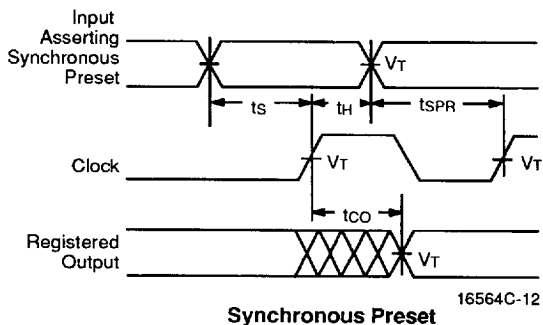 Input
Asserting
Synchronous
Preset
VT
tS
tH
tSPR
Clock
VT
VT
tCO
Registered
Output
VT
16564C-12
Synchronous Preset